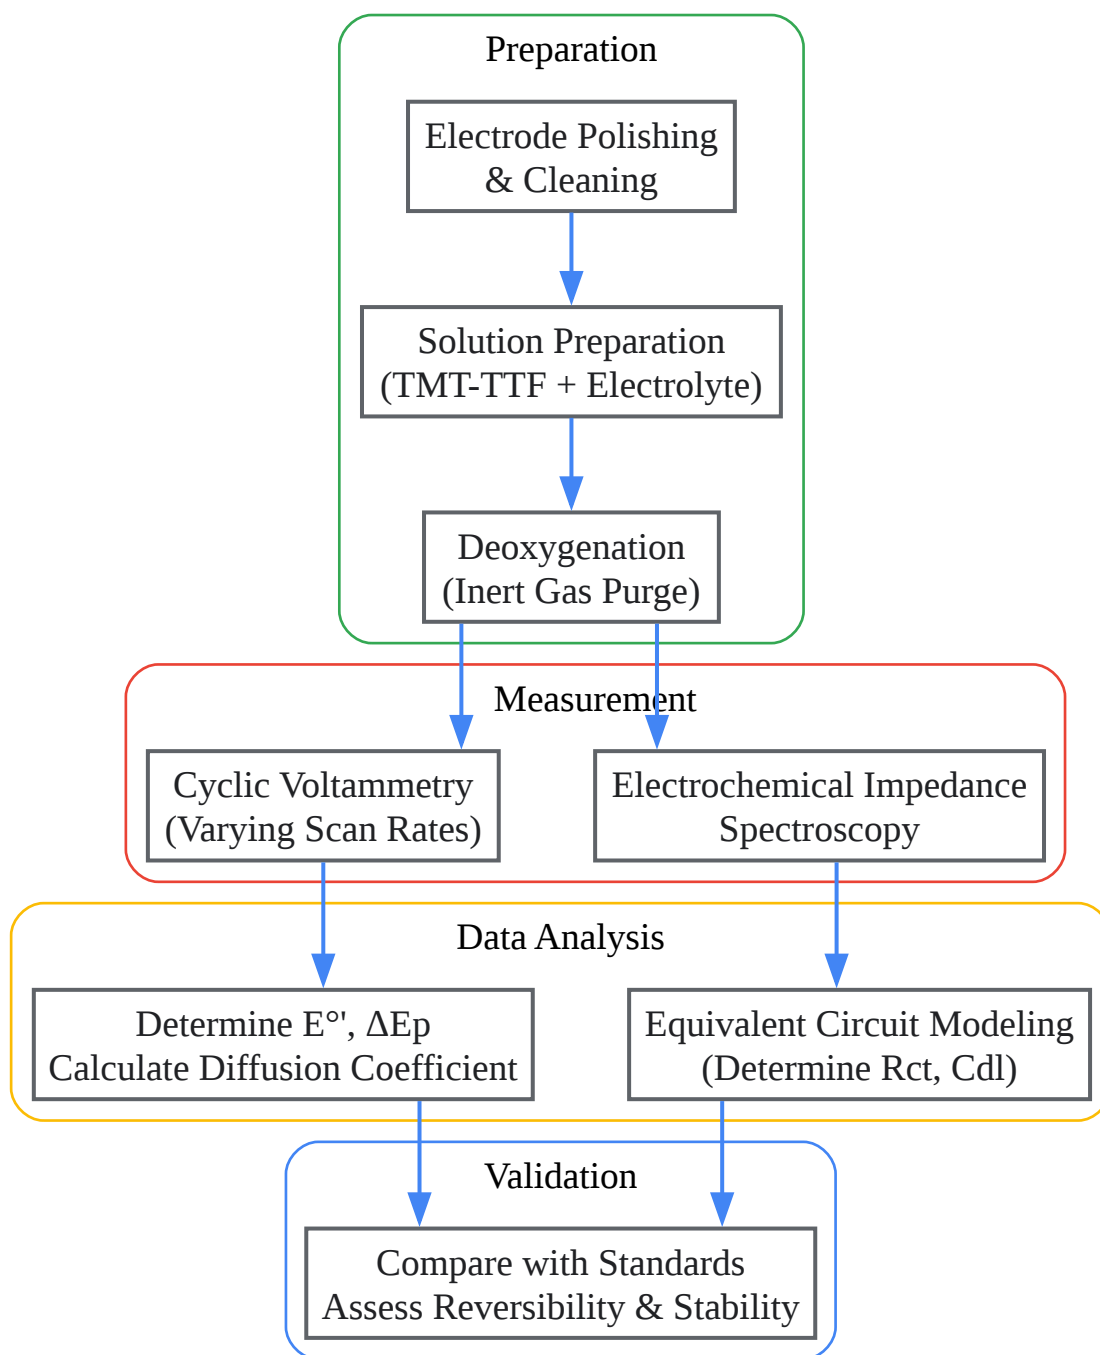 Preparation
Electrode Polishing
& Cleaning
Solution Preparation
(TMT-TTF + Electrolyte)
Deoxygenation
(Inert Gas Purge)
Measurement
Cyclic Voltammetry
(Varying Scan Rates)
Electrochemical Impedance
Spectroscopy
Data Analysis
Determine E°', ΔEp
Calculate Diffusion Coefficient
Equivalent Circuit Modeling
(Determine Rct, Cdl)
Validation
Compare with Standards
Assess Reversibility & Stability